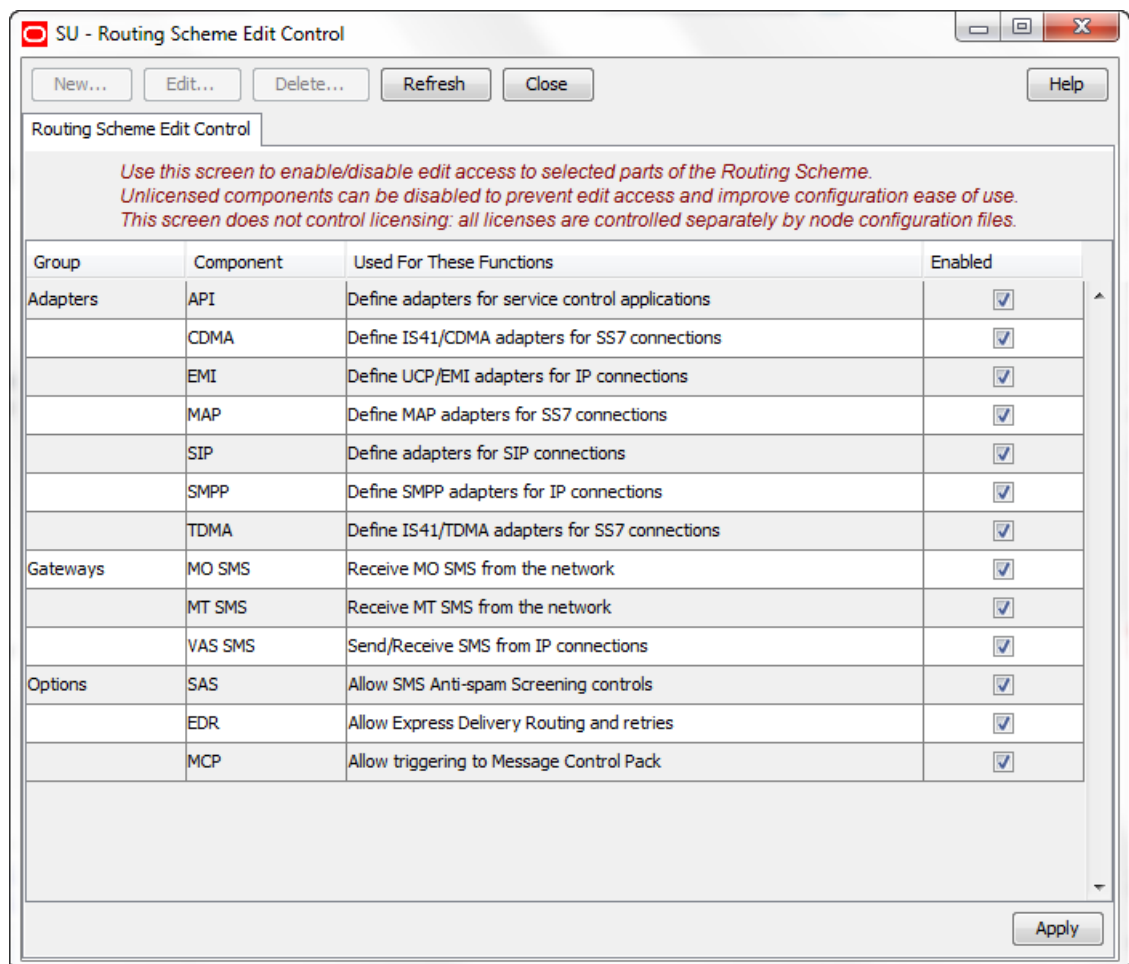 SU - Routing Scheme Edit Control
New... Edit... Delete... Refresh Close Help
Routing Scheme Edit Control
Use this screen to enable/disable edit access to selected parts of the Routing Scheme.
Unlicensed components can be disabled to prevent edit access and improve configuration ease of use.
This screen does not control licensing: all licenses are controlled separately by node configuration files.
Group Component Used For These Functions Enabled
Adapters API Define adapters for service control applications
CDMA Define IS41/CDMA adapters for SS7 connections
EMI Define UCP/EMI adapters for IP connections
MAP Define MAP adapters for SS7 connections
SIP Define adapters for SIP connections
SMPP Define SMPP adapters for IP connections
TDMA Define IS41/TDMA adapters for SS7 connections
Gateways MO SMS Receive MO SMS from the network
MT SMS Receive MT SMS from the network
VAS SMS Send/Receive SMS from IP connections
Options SAS Allow SMS Anti-spam Screening controls
EDR Allow Express Delivery Routing and retries
MCP Allow triggering to Message Control Pack
Apply